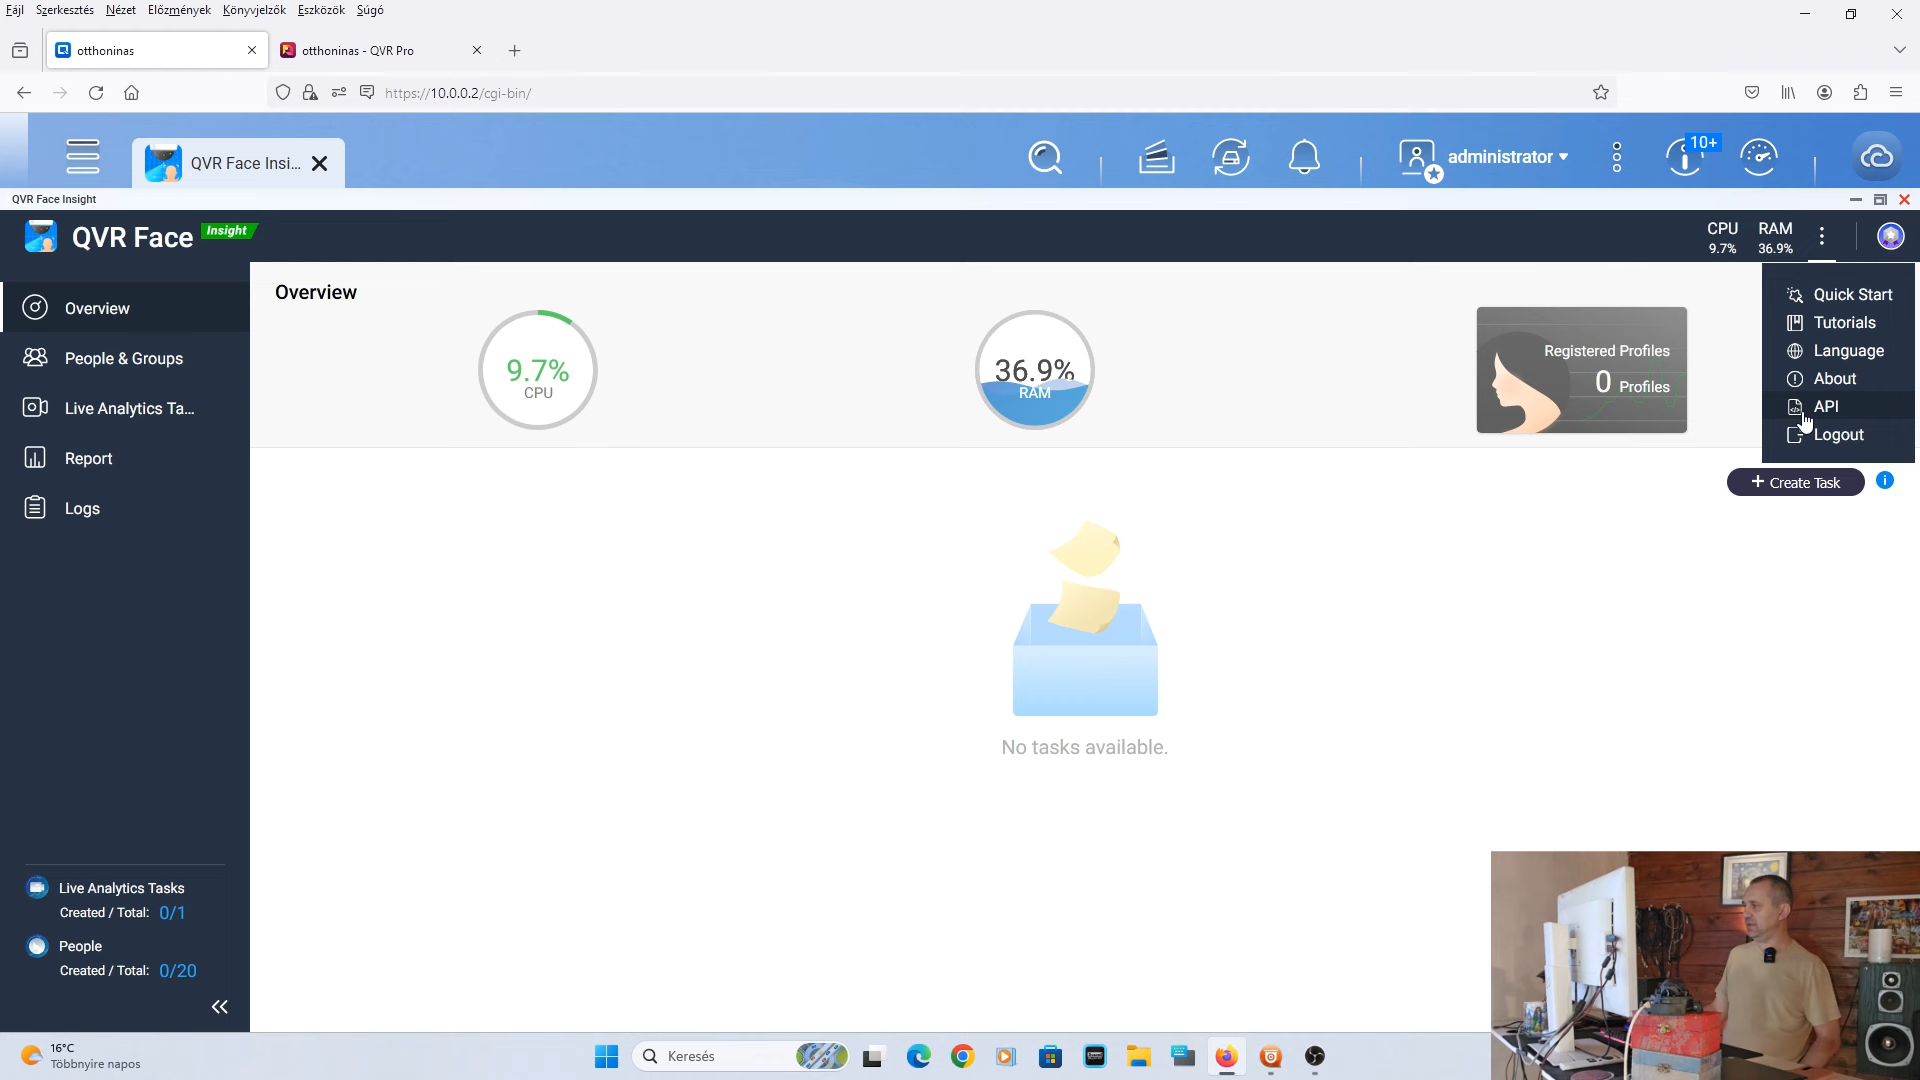 Fájl Szerkesztés Nézet Előzmények Könyvjelzők Eszközök Súgó
otthoninas
otthoninas - QVR Pro
https://10.0.0.2/cgi-bin/
QVR Face Insi...
administrator
10+
QVR Face Insight
QVR Face Insight
CPU
9.7%
RAM
36.9%
Overview
People & Groups
Live Analytics Ta...
Report
Logs
Overview
9.7%
CPU
36.9%
RAM
Registered Profiles
0 Profiles
Quick Start
Tutorials
Language
About
API
Logout
+ Create Task
No tasks available.
Live Analytics Tasks
Created / Total: 0/1
People
Created / Total: 0/20
16°C
Többnyire napos
Keresés